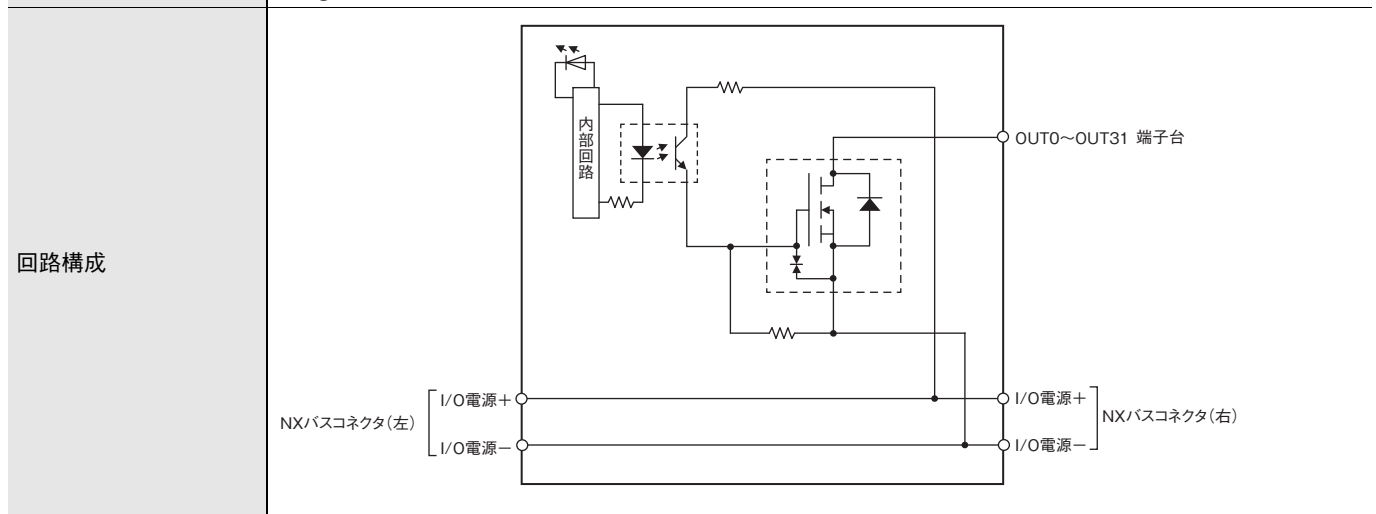 回路構成
内部回路
OUT0～OUT31 端子台
NXバスコネクタ（左）
I/O電源＋
I/O電源－
I/O電源＋
I/O電源－
NXバスコネクタ（右）